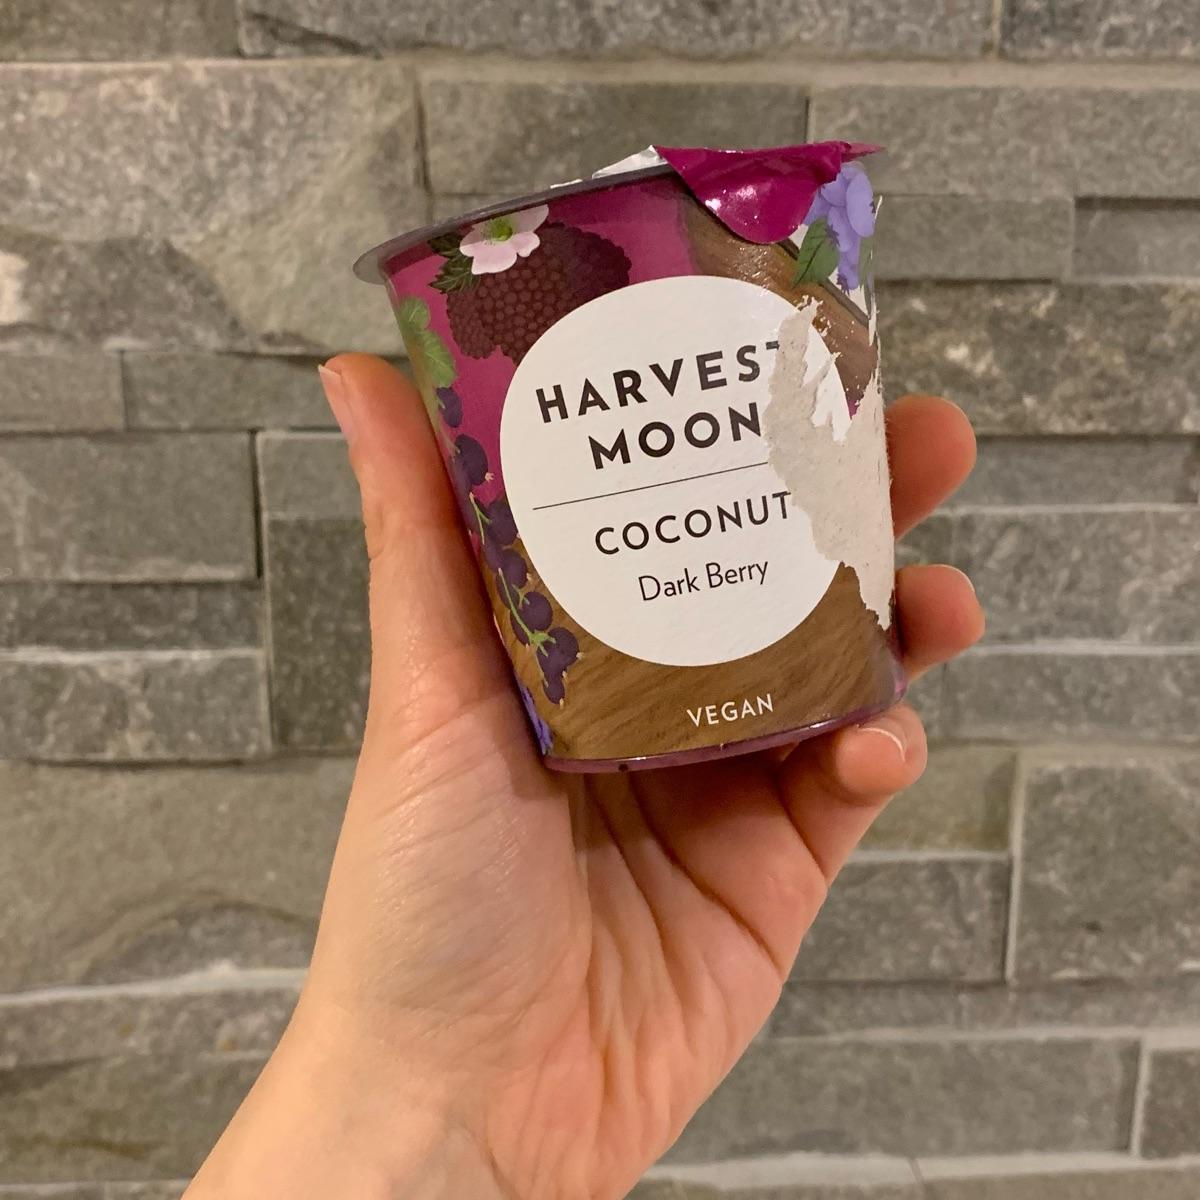 HARVEST
MOON
COCONUT
Dark Berry
VEGAN